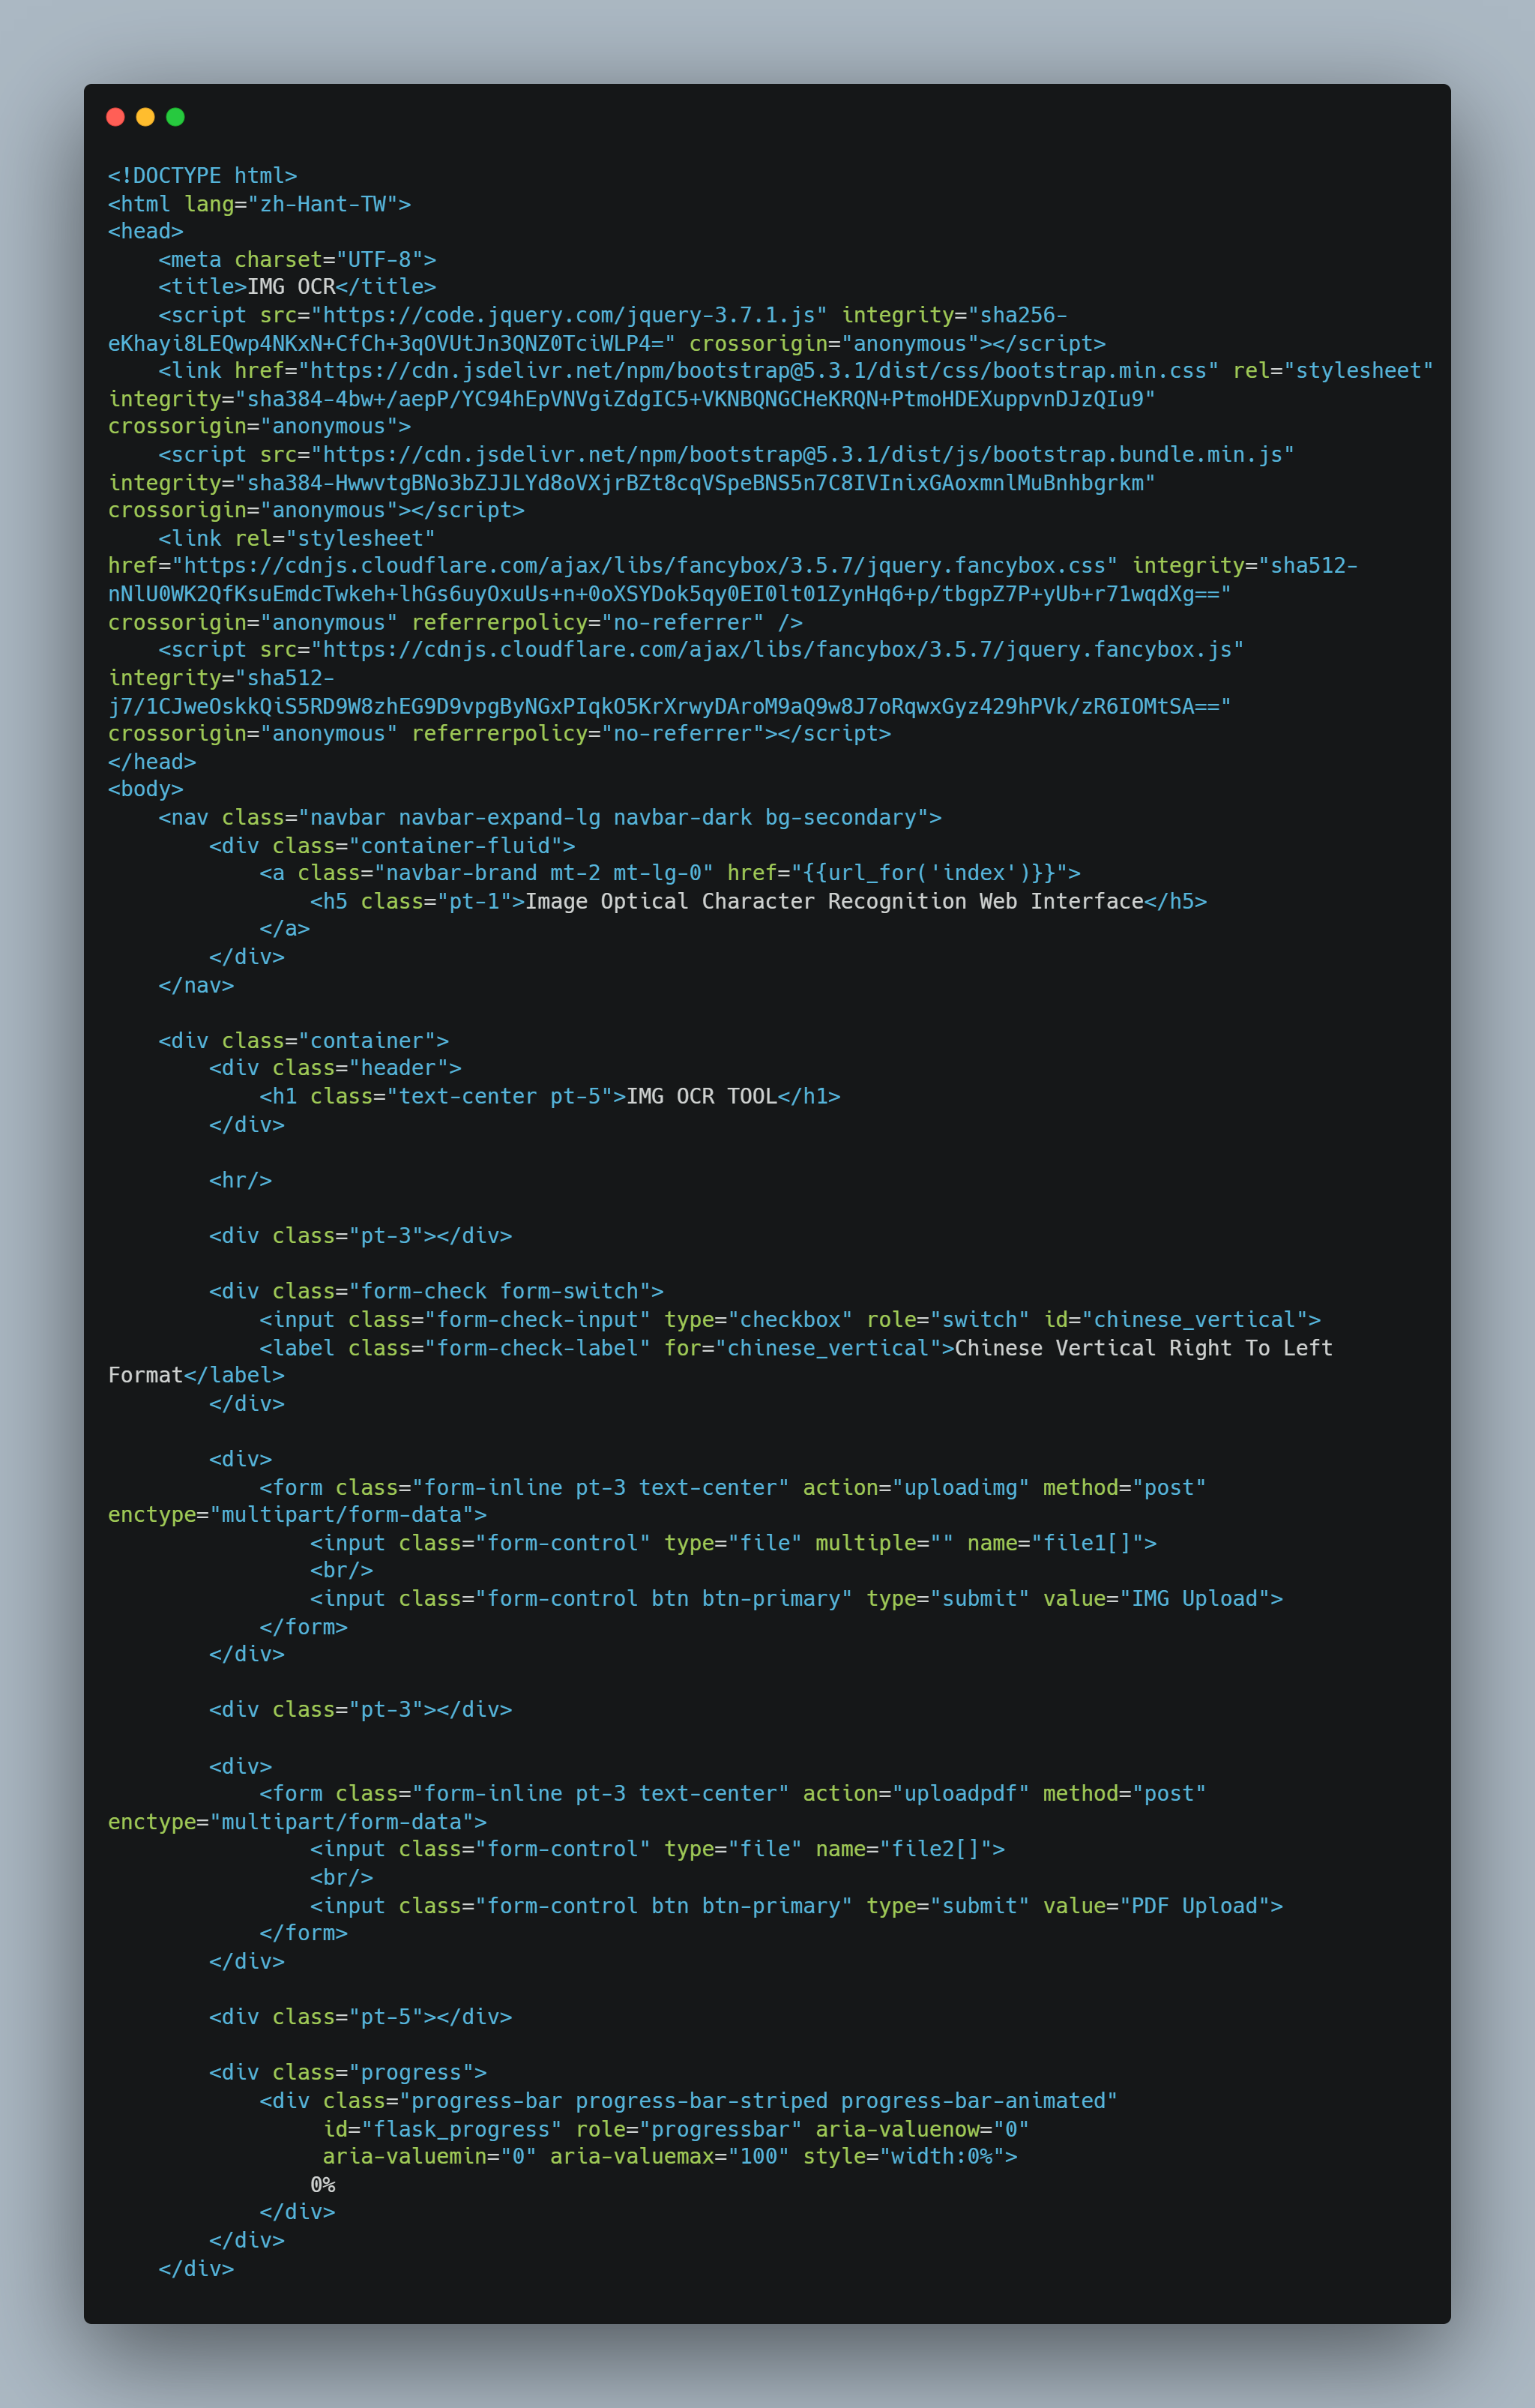 <!DOCTYPE html>
<html lang="zh-Hant-TW">
<head>
    <meta charset="UTF-8">
    <title>IMG OCR</title>
    <script src="https://code.jquery.com/jquery-3.7.1.js" integrity="sha256-
eKhayi8LEQwp4NKxN+CfCh+3qOVUtJn3QNZ0TciWLP4=" crossorigin="anonymous"></script>
    <link href="https://cdn.jsdelivr.net/npm/bootstrap@5.3.1/dist/css/bootstrap.min.css" rel="stylesheet"
integrity="sha384-4bw+/aepP/YC94hEpVNVgiZdgIC5+VKNBQNGCHeKRQN+PtmoHDEXuppvnDJzQIu9"
crossorigin="anonymous">
    <script src="https://cdn.jsdelivr.net/npm/bootstrap@5.3.1/dist/js/bootstrap.bundle.min.js"
integrity="sha384-HwwvtgBNo3bZJJLYd8oVXjrBZt8cqVSpeBNS5n7C8IVInixGAoxmnlMuBnhbgrkm"
crossorigin="anonymous"></script>
    <link rel="stylesheet"
href="https://cdnjs.cloudflare.com/ajax/libs/fancybox/3.5.7/jquery.fancybox.css" integrity="sha512-
nNlU0WK2QfKsuEmdcTwkeh+lhGs6uyOxuUs+n+0oXSYDok5qy0EI0lt01ZynHq6+p/tbgpZ7P+yUb+r71wqdXg=="
crossorigin="anonymous" referrerpolicy="no-referrer" />
    <script src="https://cdnjs.cloudflare.com/ajax/libs/fancybox/3.5.7/jquery.fancybox.js"
integrity="sha512-
j7/1CJweOskkQiS5RD9W8zhEG9D9vpgByNGxPIqkO5KrXrwyDAroM9aQ9w8J7oRqwxGyz429hPVk/zR6IOMtSA=="
crossorigin="anonymous" referrerpolicy="no-referrer"></script>
</head>
<body>
    <nav class="navbar navbar-expand-lg navbar-dark bg-secondary">
        <div class="container-fluid">
            <a class="navbar-brand mt-2 mt-lg-0" href="{{url_for('index')}}">
                <h5 class="pt-1">Image Optical Character Recognition Web Interface</h5>
            </a>
        </div>
    </nav>

    <div class="container">
        <div class="header">
            <h1 class="text-center pt-5">IMG OCR TOOL</h1>
        </div>

        <hr/>

        <div class="pt-3"></div>

        <div class="form-check form-switch">
            <input class="form-check-input" type="checkbox" role="switch" id="chinese_vertical">
            <label class="form-check-label" for="chinese_vertical">Chinese Vertical Right To Left
Format</label>
        </div>

        <div>
            <form class="form-inline pt-3 text-center" action="uploadimg" method="post"
enctype="multipart/form-data">
                <input class="form-control" type="file" multiple="" name="file1[]">
                <br/>
                <input class="form-control btn btn-primary" type="submit" value="IMG Upload">
            </form>
        </div>

        <div class="pt-3"></div>

        <div>
            <form class="form-inline pt-3 text-center" action="uploadpdf" method="post"
enctype="multipart/form-data">
                <input class="form-control" type="file" name="file2[]">
                <br/>
                <input class="form-control btn btn-primary" type="submit" value="PDF Upload">
            </form>
        </div>

        <div class="pt-5"></div>

        <div class="progress">
            <div class="progress-bar progress-bar-striped progress-bar-animated"
                 id="flask_progress" role="progressbar" aria-valuenow="0"
                 aria-valuemin="0" aria-valuemax="100" style="width:0%">
                0%
            </div>
        </div>
    </div>